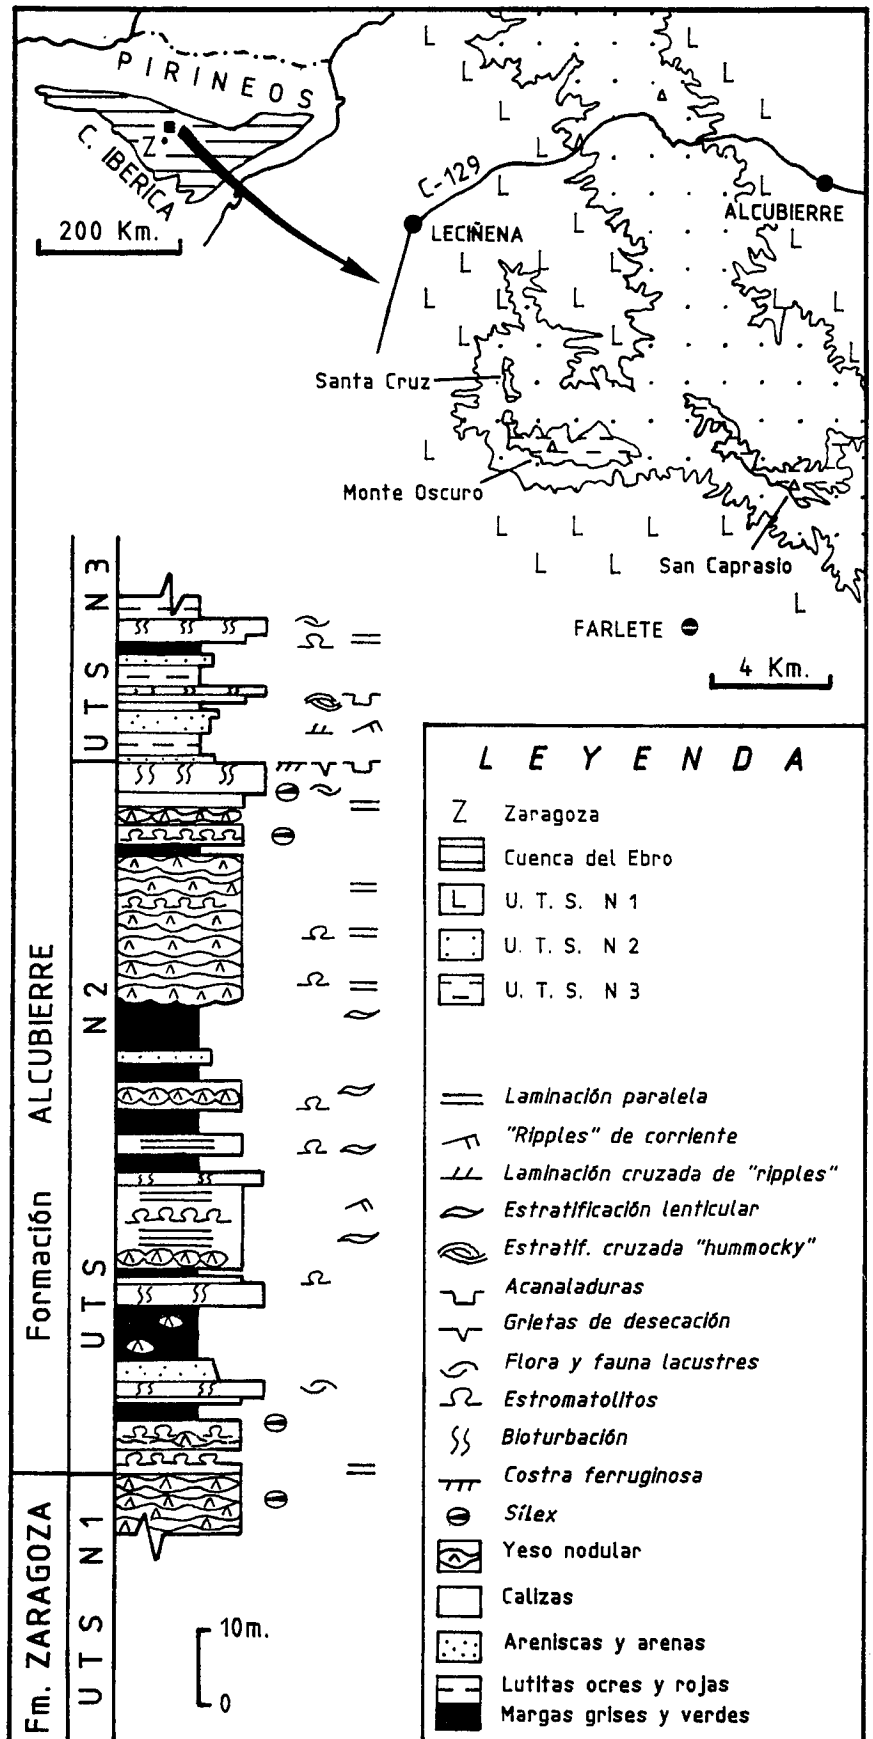 PIRINEOS
Z
C. IBERICA
200 Km.
C-129
LECIÑENA
ALCUBIERRE
Santa Cruz
Monte Oscuro
San Caprasio
FARLETE
4 Km.
L L L L L L L L L L L L L L L L L L L L L L L L L L L L L L
UTS N3
Formación ALCUBIERRE
UTS N2
Fm. ZARAGOZA
UTS N1
10m.
0
LEYENDA
Z Zaragoza
Cuenca del Ebro
L U. T. S. N 1
U. T. S. N 2
U. T. S. N 3
Laminación paralela
"Ripples" de corriente
Laminación cruzada de "ripples"
Estratificación lenticular
Estratif. cruzada "hummocky"
Acanaladuras
Grietas de desecación
Flora y fauna lacustres
Estromatolitos
Bioturbación
Costra ferruginosa
Sílex
Yeso nodular
Calizas
Areniscas y arenas
Lutitas ocres y rojas
Margas grises y verdes